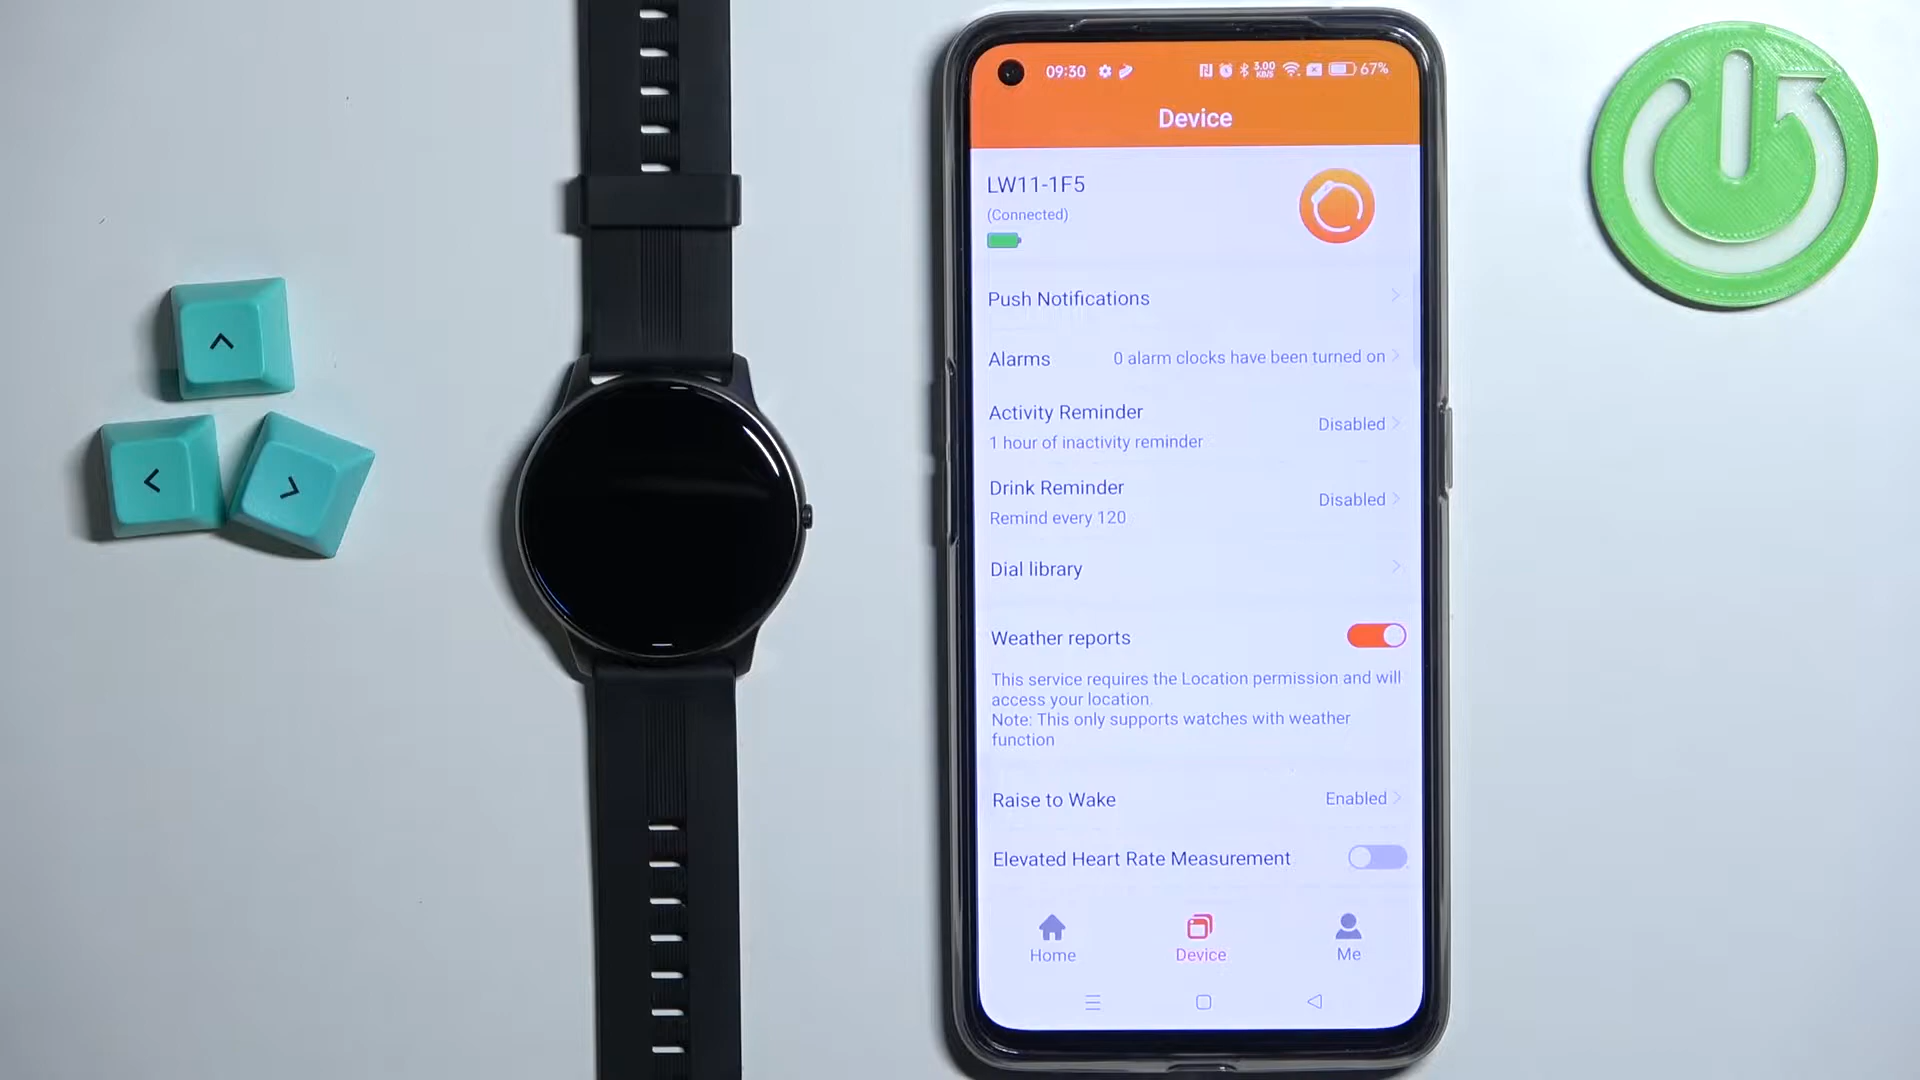 09:30 3.00 KB/S 67%
Device
LW11-1F5
(Connected)
Push Notifications
Alarms 0 alarm clocks have been turned on
Activity Reminder Disabled
1 hour of inactivity reminder
Drink Reminder Disabled
Remind every 120
Dial library
Weather reports
This service requires the Location permission and will
access your location.
Note: This only supports watches with weather
function
Raise to Wake Enabled
Elevated Heart Rate Measurement
Home Device Me